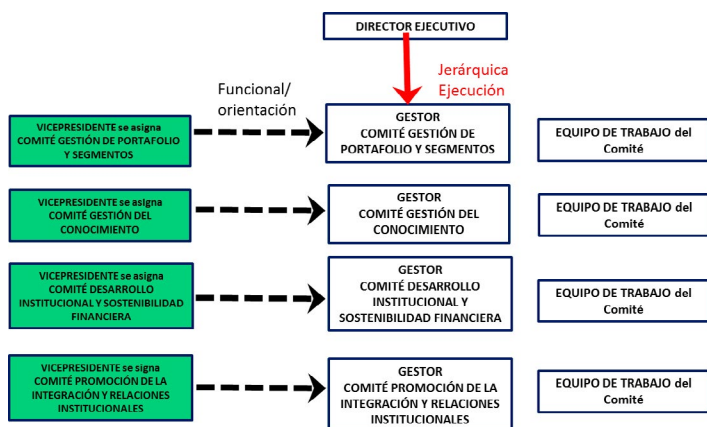 DIRECTOR EJECUTIVO
Jerárquica
Ejecución
Funcional/
orientación
VICEPRESIDENTE se asigna
COMITÉ GESTIÓN DE PORTAFOLIO
Y SEGMENTOS
GESTOR
COMITÉ GESTIÓN DE
PORTAFOLIO Y SEGMENTOS
EQUIPO DE TRABAJO del
Comité
VICEPRESIDENTE se asigna
COMITÉ GESTIÓN DEL
CONOCIMIENTO
GESTOR
COMITÉ GESTIÓN DEL
CONOCIMIENTO
EQUIPO DE TRABAJO del
Comité
VICEPRESIDENTE se asigna
COMITÉ DESARROLLO
INSTITUCIONAL Y SOSTENIBILIDAD
FINANCIERA
GESTOR
COMITÉ DESARROLLO
INSTITUCIONAL Y
SOSTENIBILIDAD FINANCIERA
EQUIPO DE TRABAJO del
Comité
VICEPRESIDENTE se signa
COMITÉ PROMOCIÓN DE LA
INTEGRACIÓN Y RELACIONES
INSTITUCIONALES
GESTOR
COMITÉ PROMOCIÓN DE LA
INTEGRACIÓN Y RELACIONES
INSTITUCIONALES
EQUIPO DE TRABAJO del
Comité